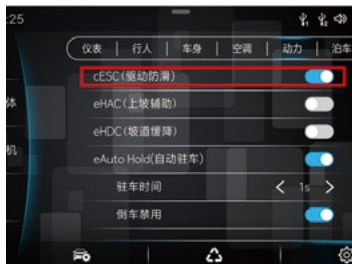 :25
仪表 | 行人 | 车身 | 空调 | 动力 | 泊车
cESC(驱动防滑)
体
eHAC(上坡辅助)
eHDC(坡道缓降)
机
eAuto Hold(自动驻车)
驻车时间 < 1s >
倒车禁用